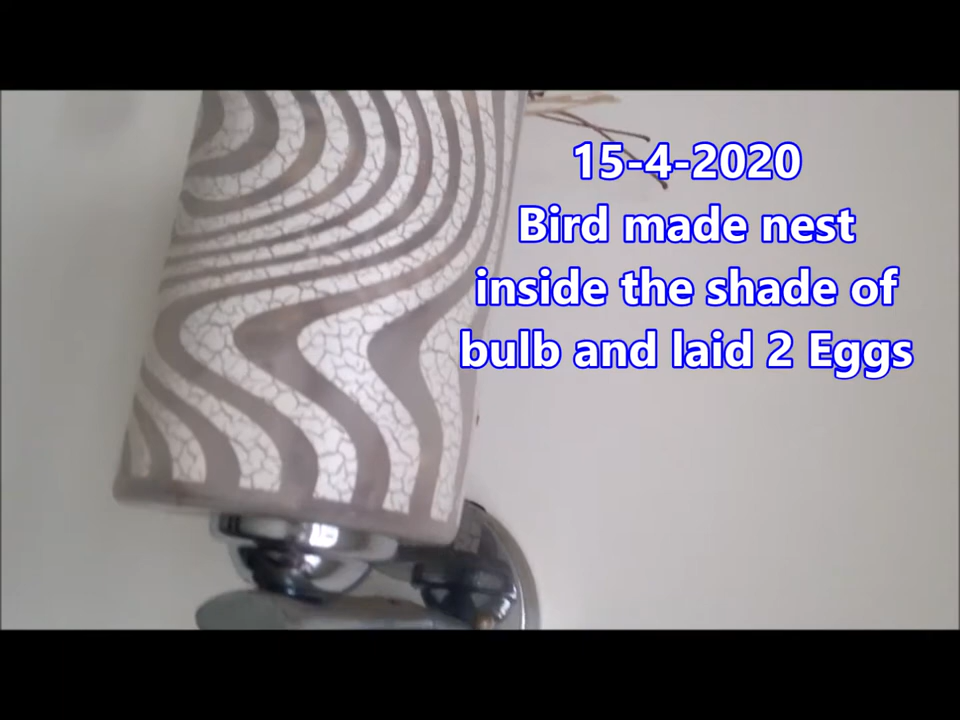 15-4-2020
Bird made nest
inside the shade of
bulb and laid 2 Eggs